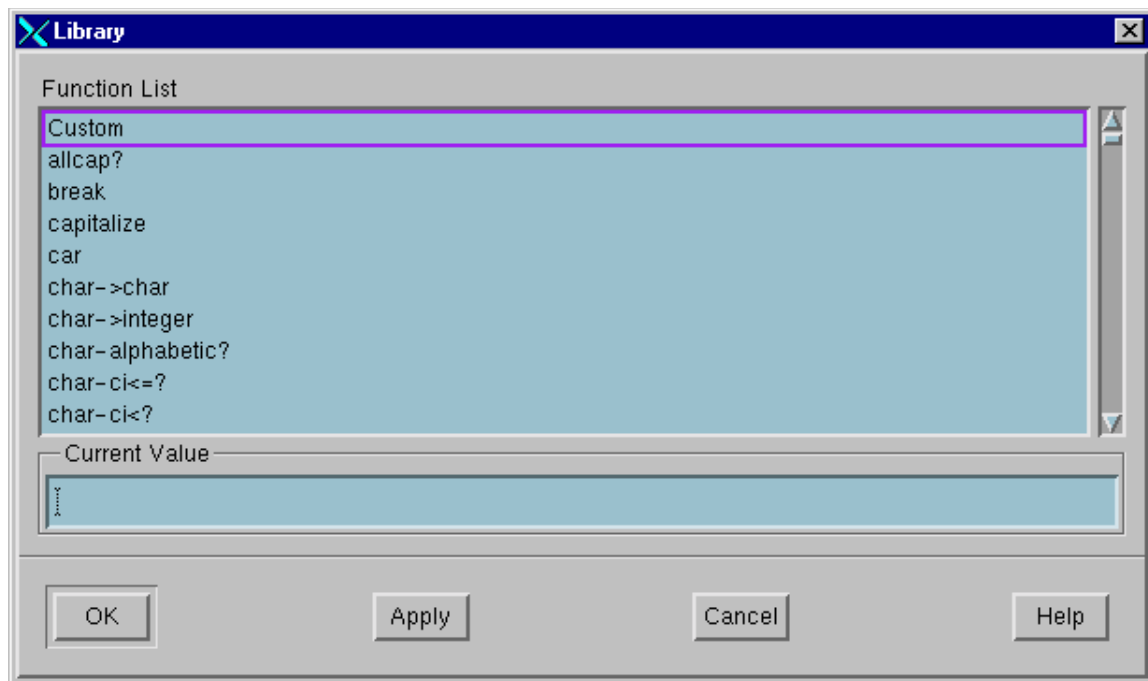 Library
Function List
Custom
allcap?
break
capitalize
car
char->char
char->integer
char-alphabetic?
char-ci<=?
char-ci<?
Current Value
OK Apply Cancel Help